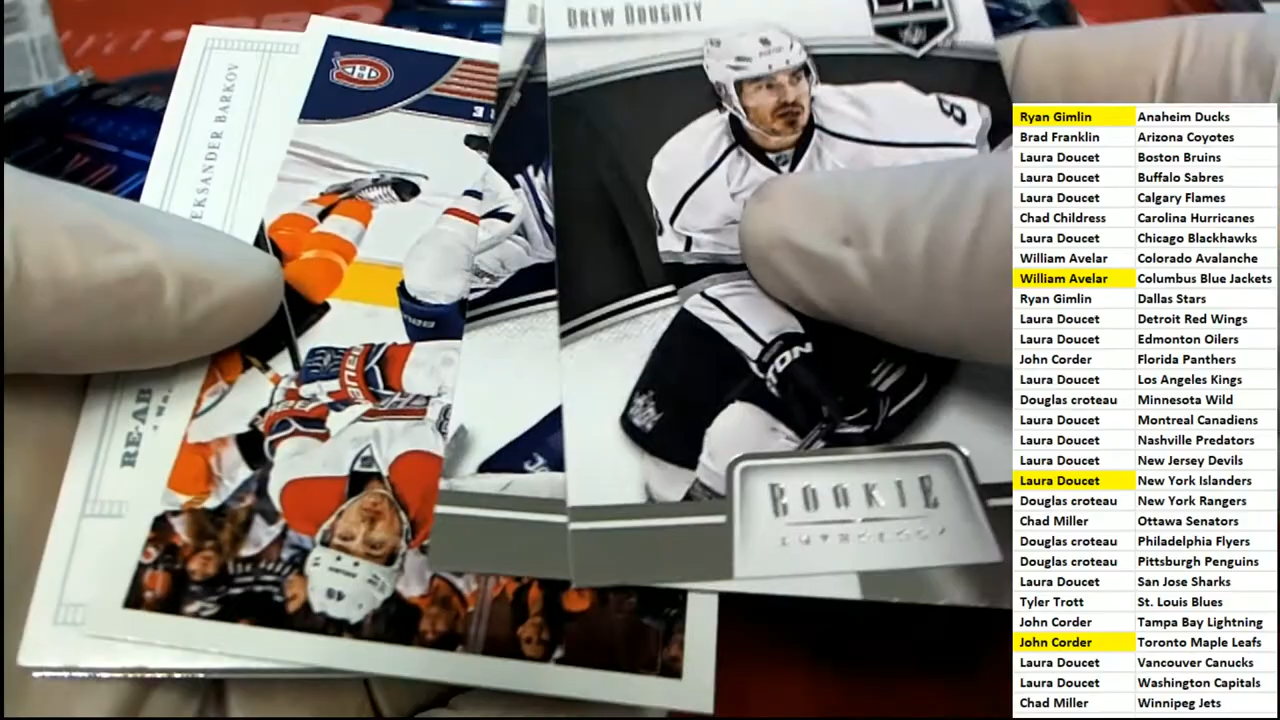 DREW DOUGHTY
8
EKSANDER BARKOV
RE-AB
ROOKIE
ANTHOLOGY
Ryan Gimlin Anaheim Ducks
Brad Franklin Arizona Coyotes
Laura Doucet Boston Bruins
Laura Doucet Buffalo Sabres
Laura Doucet Calgary Flames
Chad Childress Carolina Hurricanes
Laura Doucet Chicago Blackhawks
William Avelar Colorado Avalanche
William Avelar Columbus Blue Jackets
Ryan Gimlin Dallas Stars
Laura Doucet Detroit Red Wings
Laura Doucet Edmonton Oilers
John Corder Florida Panthers
Laura Doucet Los Angeles Kings
Douglas croteau Minnesota Wild
Laura Doucet Montreal Canadiens
Laura Doucet Nashville Predators
Laura Doucet New Jersey Devils
Laura Doucet New York Islanders
Douglas croteau New York Rangers
Chad Miller Ottawa Senators
Douglas croteau Philadelphia Flyers
Douglas croteau Pittsburgh Penguins
Laura Doucet San Jose Sharks
Tyler Trott St. Louis Blues
John Corder Tampa Bay Lightning
John Corder Toronto Maple Leafs
Laura Doucet Vancouver Canucks
Laura Doucet Washington Capitals
Chad Miller Winnipeg Jets